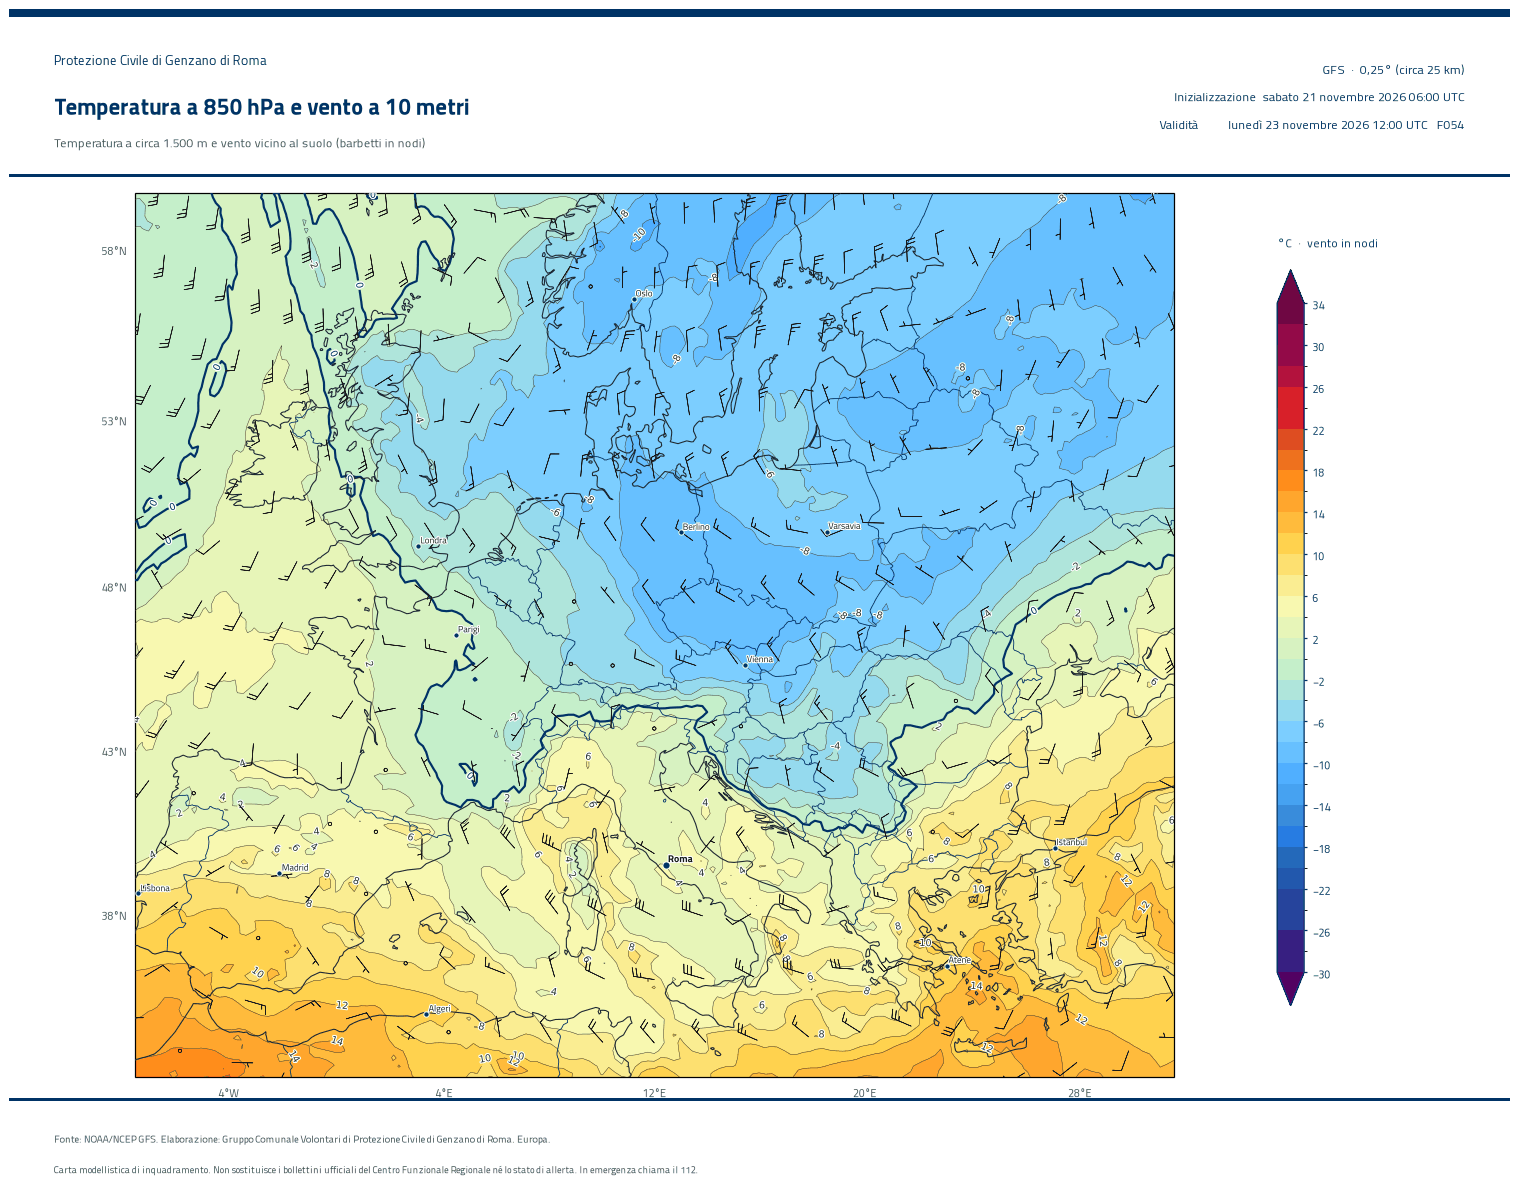 Protezione Civile di Genzano di Roma
Temperatura a 850 hPa e vento a 10 metri
Temperatura a circa 1.500 m e vento vicino al suolo (barbetti in nodi)
GFS · 0,25° (circa 25 km)
Inizializzazione sabato 21 novembre 2026 06:00 UTC
Validità lunedì 23 novembre 2026 12:00 UTC F054
°C · vento in nodi
34
30
26
22
18
14
10
6
2
−2
−6
−10
−14
−18
−22
−26
−30
58°N
53°N
48°N
43°N
38°N
4°W
4°E
12°E
20°E
28°E
Oslo
Berlino
Varsavia
Londra
Parigi
Vienna
Roma
Madrid
Lisbona
Istanbul
Atene
Algeri
Fonte: NOAA/NCEP GFS. Elaborazione: Gruppo Comunale Volontari di Protezione Civile di Genzano di Roma. Europa.
Carta modellistica di inquadramento. Non sostituisce i bollettini ufficiali del Centro Funzionale Regionale né lo stato di allerta. In emergenza chiama il 112.